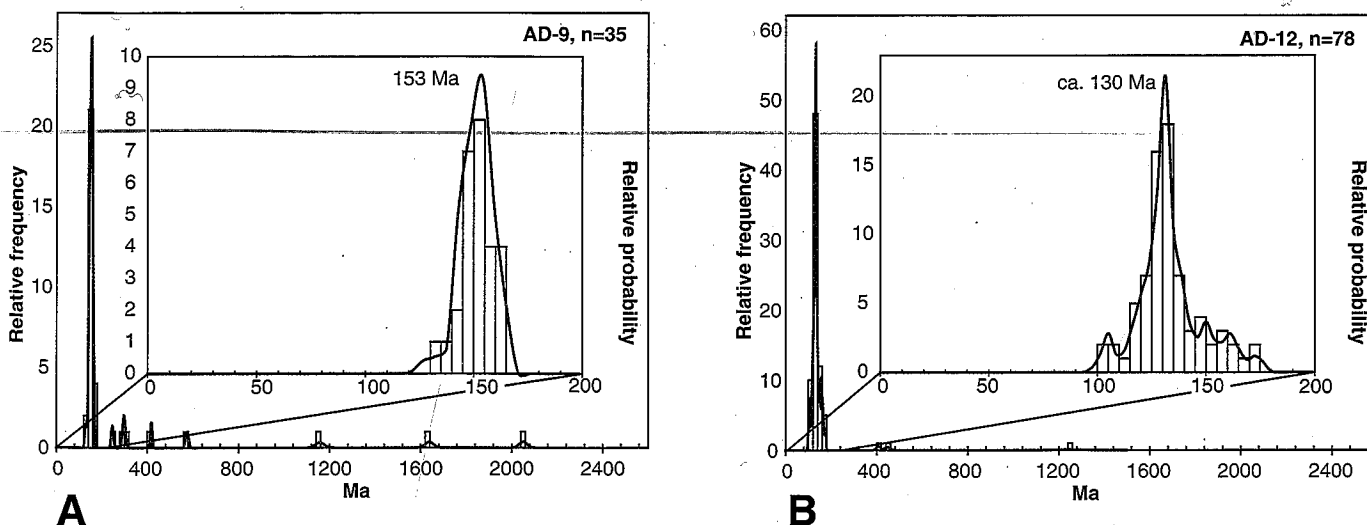 AD-9, n=35
25
20
15
10
5
0
Relative frequency
10
9
8
7
6
5
4
3
2
1
0
153 Ma
Relative probability
0 50 100 150 200
0 400 800 1200 1600 2000 2400
Ma
A
AD-12, n=78
60
50
40
30
20
10
0
Relative frequency
20
15
10
5
0
ca. 130 Ma
Relative probability
0 50 100 150 200
0 400 800 1200 1600 2000 2400
Ma
B